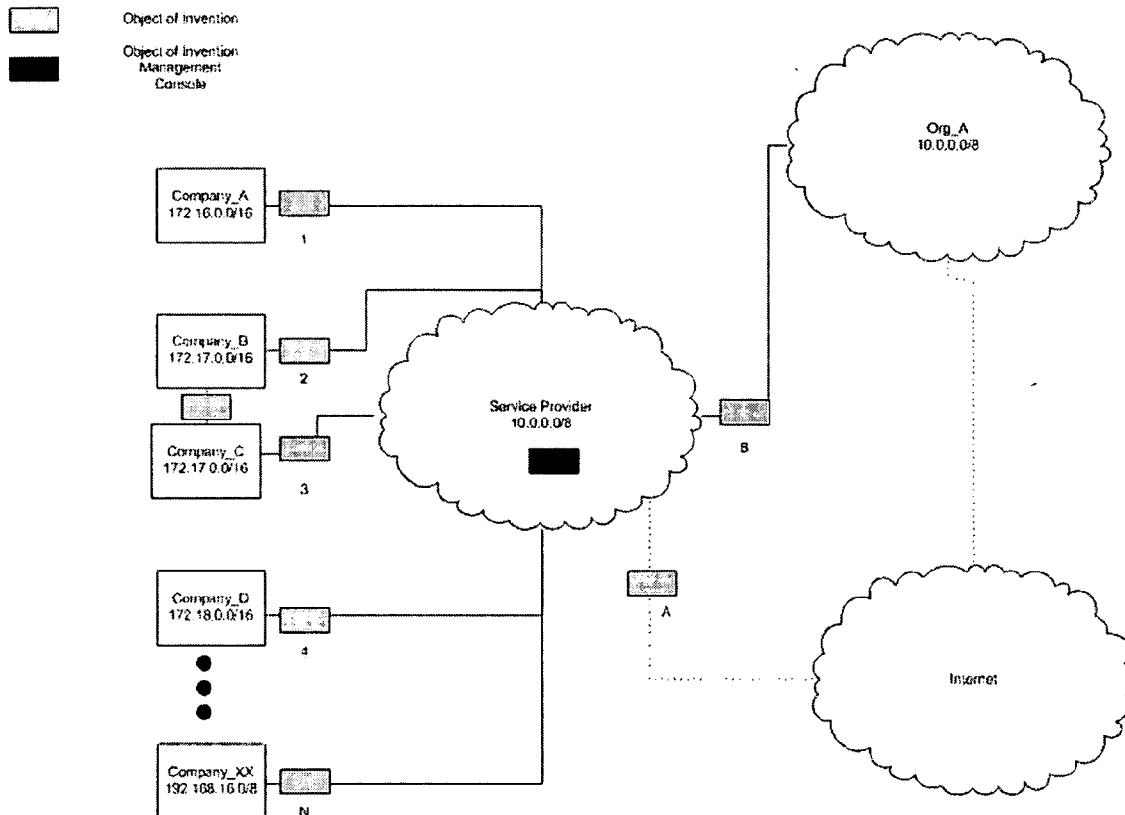 Object of Invention
Object of Invention
Management
Console
Org_A
10.0.0.0/8
Company_A
172.16.0.0/16
1
Company_B
172.17.0.0/16
2
Service Provider
10.0.0.0/8
B
Company_C
172.17.0.0/16
3
Company_D
172.18.0.0/16
4
A
Internet
Company_XX
192.168.16.0/8
N